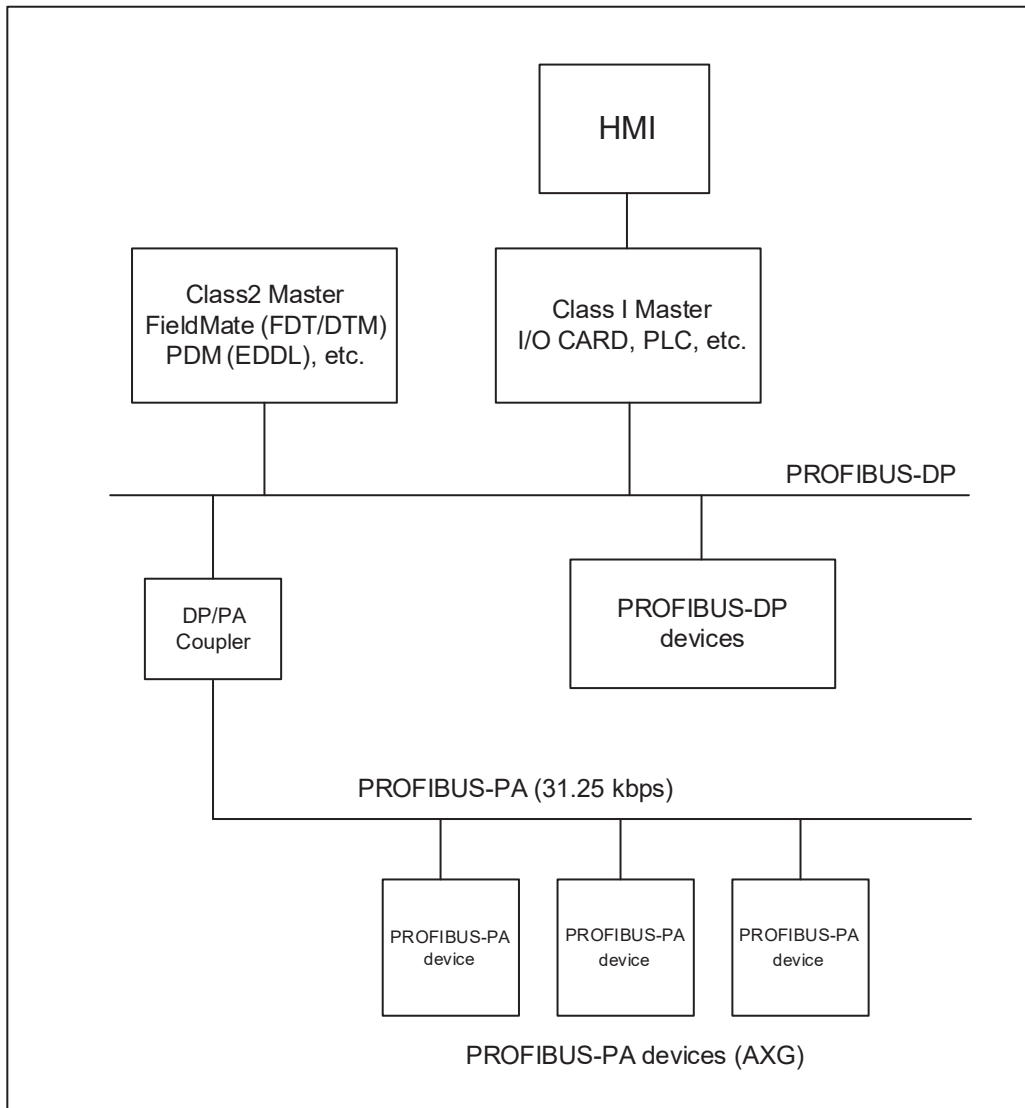 HMI
Class2 Master
FieldMate (FDT/DTM)
PDM (EDDL), etc.
Class I Master
I/O CARD, PLC, etc.
PROFIBUS-DP
DP/PA
Coupler
PROFIBUS-DP
devices
PROFIBUS-PA (31.25 kbps)
PROFIBUS-PA
device
PROFIBUS-PA
device
PROFIBUS-PA
device
PROFIBUS-PA devices (AXG)